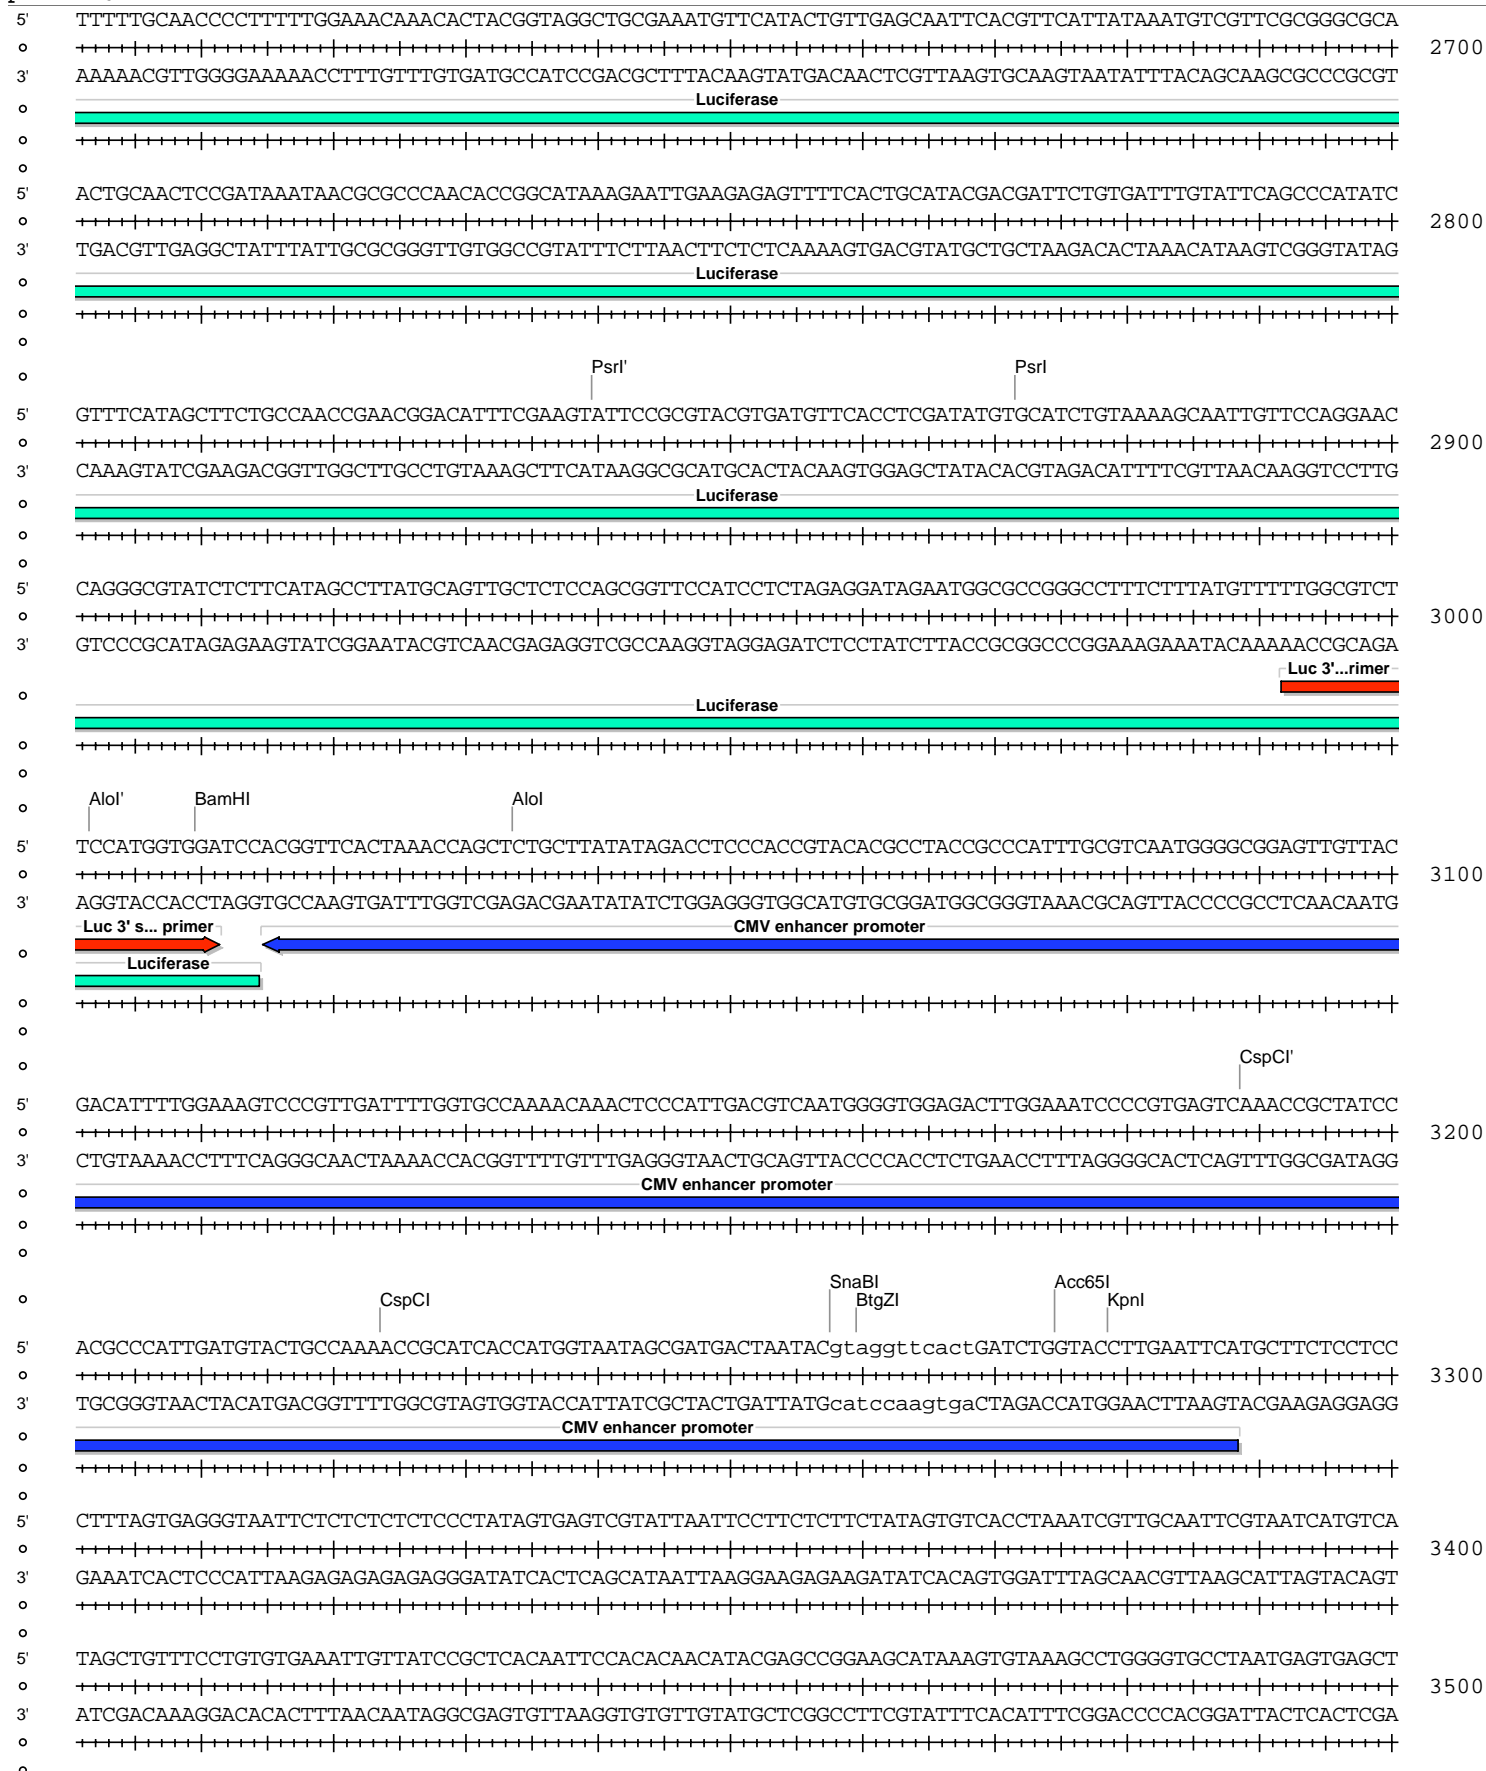 5' TTTTTGCAACCCCTTTTTGGAAACAAACACTACGGTAGGCTGCGAAATGTTCATACTGTTGAGCAATTCACGTTCATTATAAATGTCGTTCGCGGGCGCA
2700
3' AAAAACGTTGGGGAAAAACCTTTGTTTGTGATGCCATCCGACGCTTTACAAGTATGACAACTCGTTAAGTGCAAGTAATATTTACAGCAAGCGCCCGCGT
Luciferase
5' ACTGCAACTCCGATAAATAACGCGCCCAACACCGGCATAAAGAATTGAAGAGAGTTTTCACTGCATACGACGATTCTGTGATTTGTATTCAGCCCATATC
2800
3' TGACGTTGAGGCTATTTATTGCGCGGGTTGTGGCCGTATTTCTTAACTTCTCTCAAAAGTGACGTATGCTGCTAAGACACTAAACATAAGTCGGGTATAG
Luciferase
PsrI' PsrI
5' GTTTCATAGCTTCTGCCAACCGAACGGACATTTCGAAGTATTCCGCGTACGTGATGTTCACCTCGATATGTGCATCTGTAAAAGCAATTGTTCCAGGAAC
2900
3' CAAAGTATCGAAGACGGTTGGCTTGCCTGTAAAGCTTCATAAGGCGCATGCACTACAAGTGGAGCTATACACGTAGACATTTTCGTTAACAAGGTCCTTG
Luciferase
5' CAGGGCGTATCTCTTCATAGCCTTATGCAGTTGCTCTCCAGCGGTTCCATCCTCTAGAGGATAGAATGGCGCCGGGCCTTTCTTTATGTTTTTGGCGTCT
3000
3' GTCCCGCATAGAGAAGTATCGGAATACGTCAACGAGAGGTCGCCAAGGTAGGAGATCTCCTATCTTACCGCGGCCCGGAAAGAAATACAAAAACCGCAGA
Luc 3'...rimer
Luciferase
AloI' BamHI AloI
5' TCCATGGTGGATCCACGGTTCACTAAACCAGCTCTGCTTATATAGACCTCCCACCGTACACGCCTACCGCCCATTTGCGTCAATGGGGCGGAGTTGTTAC
3100
3' AGGTACCACCTAGGTGCCAAGTGATTTGGTCGAGACGAATATATCTGGAGGGTGGCATGTGCGGATGGCGGGTAAACGCAGTTACCCCGCCTCAACAATG
Luc 3' s... primer CMV enhancer promoter
Luciferase
CspCI'
5' GACATTTTGGAAAGTCCCGTTGATTTTGGTGCCAAAACAAACTCCCATTGACGTCAATGGGGTGGAGACTTGGAAATCCCCGTGAGTCAAACCGCTATCC
3200
3' CTGTAAAACCTTTCAGGGCAACTAAAACCACGGTTTTGTTTGAGGGTAACTGCAGTTACCCCACCTCTGAACCTTTAGGGGCACTCAGTTTGGCGATAGG
CMV enhancer promoter
SnaBI Acc65I
CspCI BtgZI KpnI
5' ACGCCCATTGATGTACTGCCAAAACCGCATCACCATGGTAATAGCGATGACTAATACgtaggttcactGATCTGGTACCTTGAATTCATGCTTCTCCTCC
3300
3' TGCGGGTAACTACATGACGGTTTTGGCGTAGTGGTACCATTATCGCTACTGATTATGcatccaagtgaCTAGACCATGGAACTTAAGTACGAAGAGGAGG
CMV enhancer promoter
5' CTTTAGTGAGGGTAATTCTCTCTCTCTCCCTATAGTGAGTCGTATTAATTCCTTCTCTTCTATAGTGTCACCTAAATCGTTGCAATTCGTAATCATGTCA
3400
3' GAAATCACTCCCATTAAGAGAGAGAGAGGGATATCACTCAGCATAATTAAGGAAGAGAAGATATCACAGTGGATTTAGCAACGTTAAGCATTAGTACAGT
5' TAGCTGTTTCCTGTGTGAAATTGTTATCCGCTCACAATTCCACACAACATACGAGCCGGAAGCATAAAGTGTAAAGCCTGGGGTGCCTAATGAGTGAGCT
3500
3' ATCGACAAAGGACACACTTTAACAATAGGCGAGTGTTAAGGTGTGTTGTATGCTCGGCCTTCGTATTTCACATTTCGGACCCCACGGATTACTCACTCGA